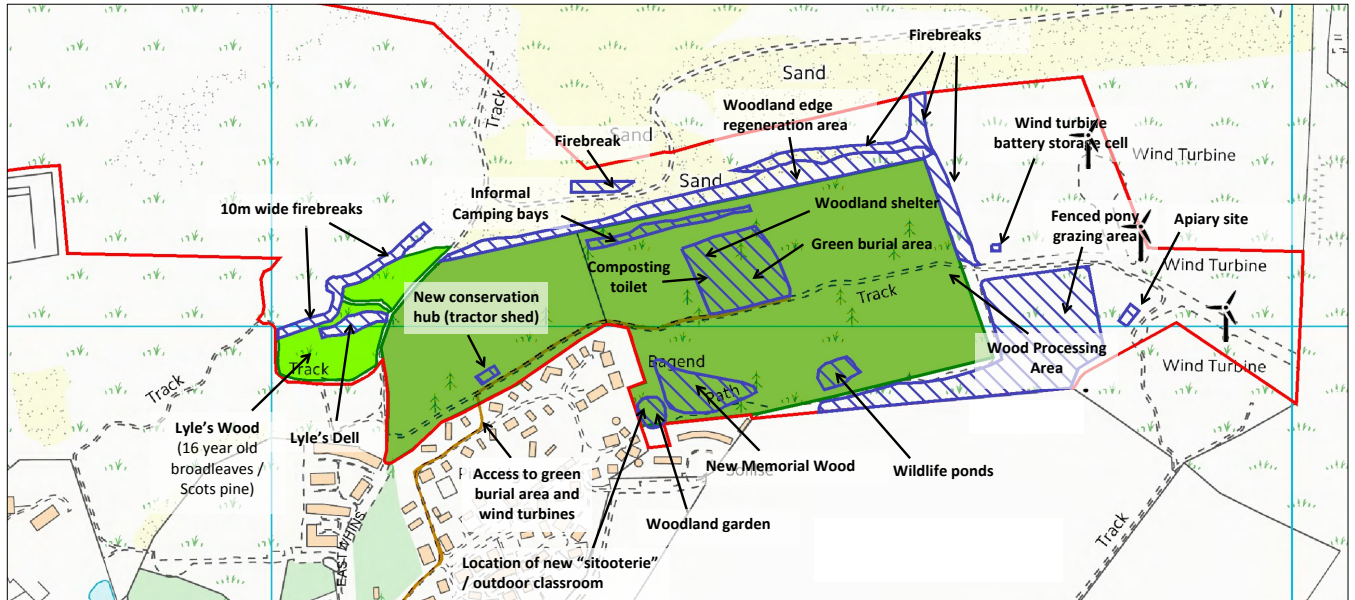 Firebreaks
Sand
Track
Woodland edge
regeneration area
Wind turbine
battery storage cell
Sand
Firebreak
Wind Turbine
Sand
Informal
Camping bays
Woodland shelter
10m wide firebreaks
Fenced pony
grazing area
Apiary site
Green burial area
Composting
toilet
Wind Turbine
New conservation
hub (tractor shed)
Track
Wood Processing
Area
Bagend
Wind Turbine
Track
Track
Path
Lyle's Wood
(16 year old
broadleaves /
Scots pine)
Lyle's Dell
New Memorial Wood
Wildlife ponds
Access to green
burial area and
wind turbines
Woodland garden
Track
EAST WHINS
Location of new "sitooterie"
/ outdoor classroom